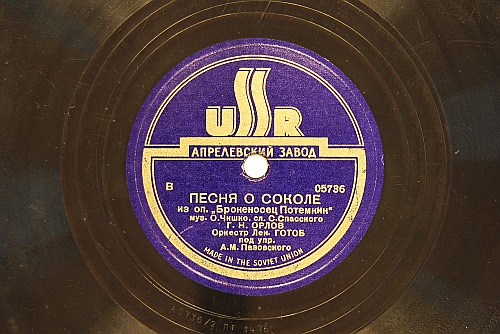 USSR
АПРЕЛЕВСКИЙ ЗАВОД
В 05736
ПЕСНЯ О СОКОЛЕ
из оп. „Броненосец Потемкин"
муз. О.Чишко, сл. С.Спасского
Г. Н. ОРЛОВ
Оркестр Лен. ГОТОБ
под упр.
А.М. Пазовского
MADE IN THE SOVIET UNION